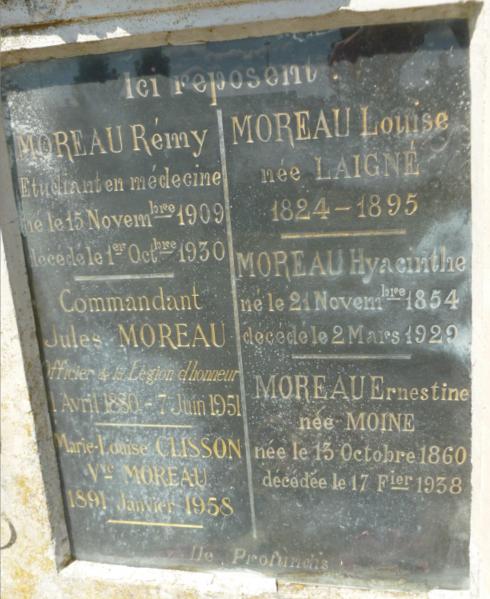 Ici reposent :
MOREAU Rémy
Etudiant en médecine
né le 15 Novembre 1909
décédé le 1er Octbre 1930
Commandant
Jules MOREAU
Officier de la Légion d'honneur
Avril 1880 - 7 Juin 1951
Marie-Louise CLISSON
Vve MOREAU
1891 Janvier 1958
MOREAU Louise
née LAIGNÉ
1824 - 1895
MOREAU Hyacinthe
né le 21 Novembre 1854
décédé le 2 Mars 1929
MOREAU Ernestine
née MOINE
née le 13 Octobre 1860
décédée le 17 Fier 1938
De Profundis